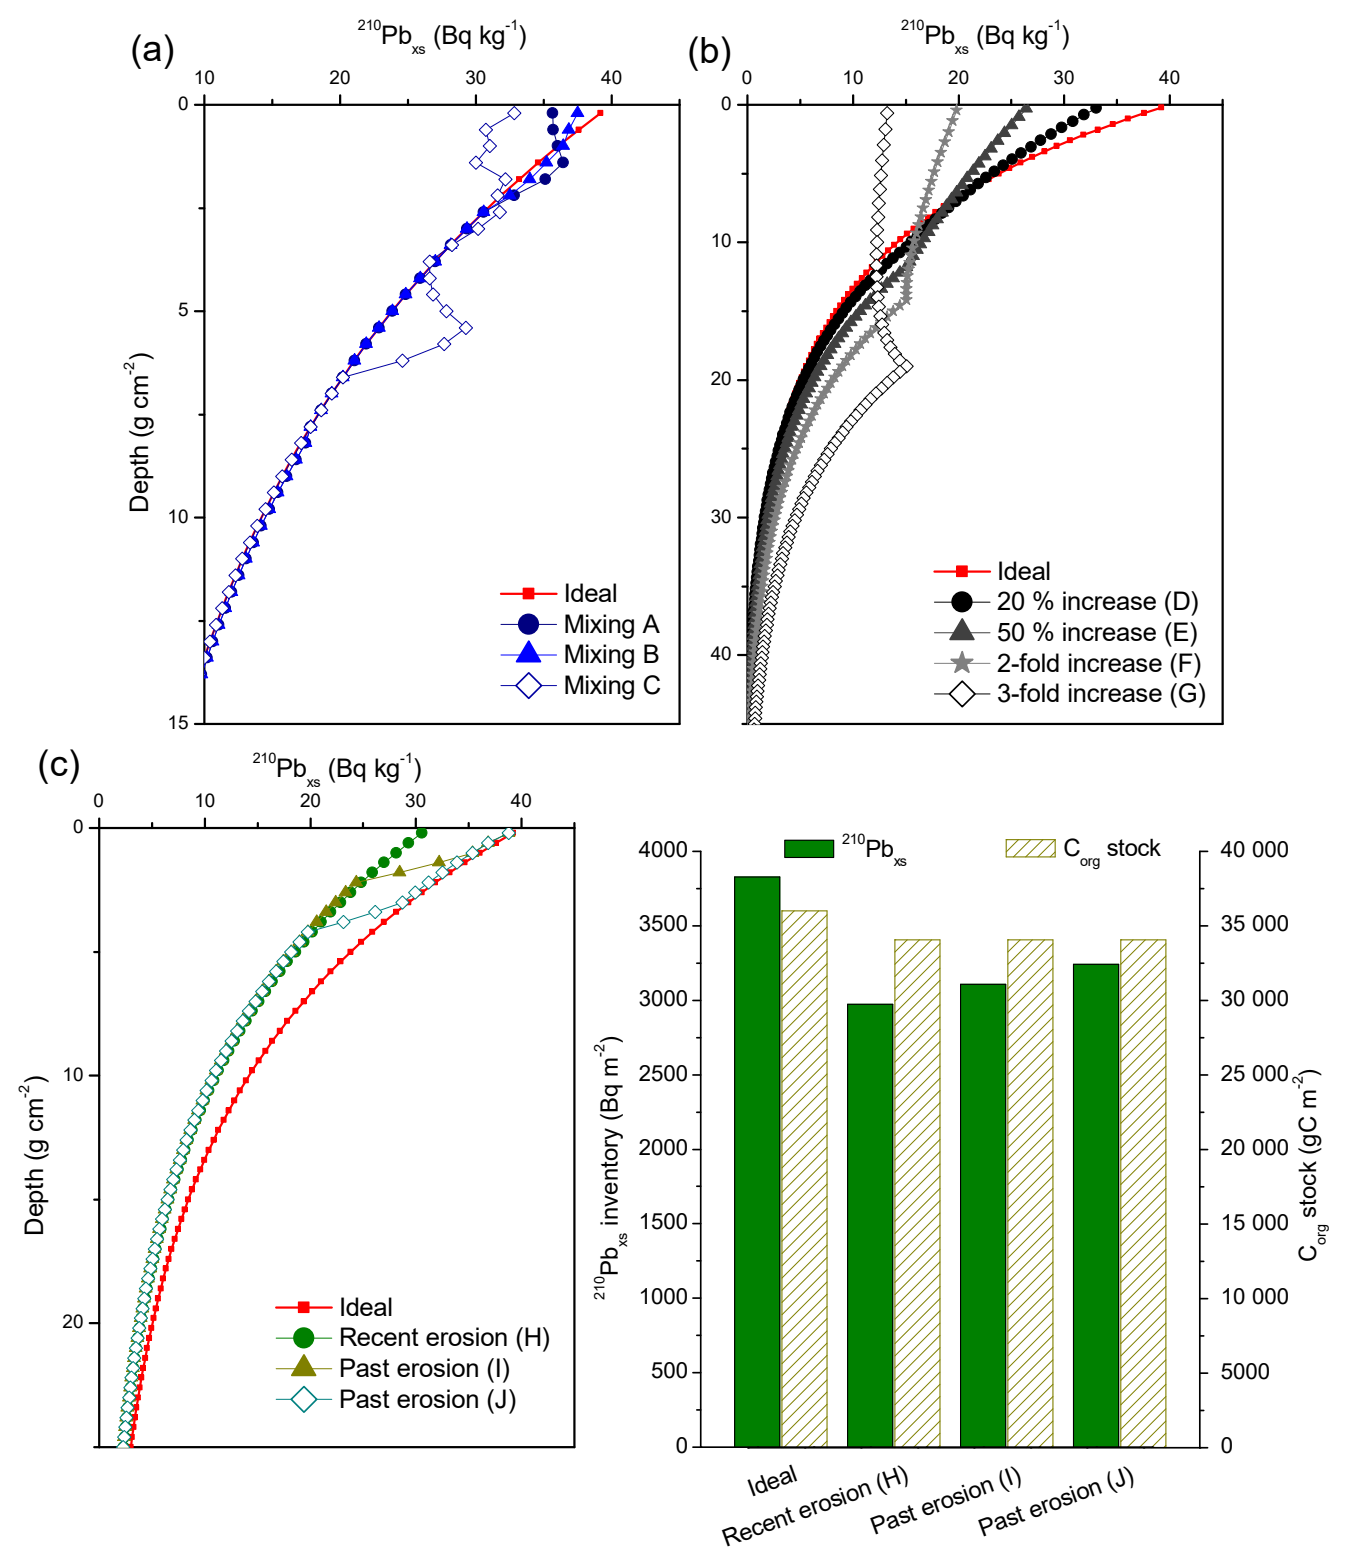 (a)
²¹⁰Pbxs (Bq kg⁻¹)
10 20 30 40
0
5
10
15
Depth (g cm⁻²)
Ideal
Mixing A
Mixing B
Mixing C
(b)
²¹⁰Pbxs (Bq kg⁻¹)
0 10 20 30 40
0
10
20
30
40
Ideal
20 % increase (D)
50 % increase (E)
2-fold increase (F)
3-fold increase (G)
(c)
²¹⁰Pbxs (Bq kg⁻¹)
0 10 20 30 40
0
10
20
Depth (g cm⁻²)
Ideal
Recent erosion (H)
Past erosion (I)
Past erosion (J)
²¹⁰Pbxs
Corg stock
4000
3500
3000
2500
2000
1500
1000
500
0
²¹⁰Pbxs inventory (Bq m⁻²)
40 000
35 000
30 000
25 000
20 000
15 000
10 000
5000
0
Corg stock (gC m⁻²)
Ideal
Recent erosion (H)
Past erosion (I)
Past erosion (J)